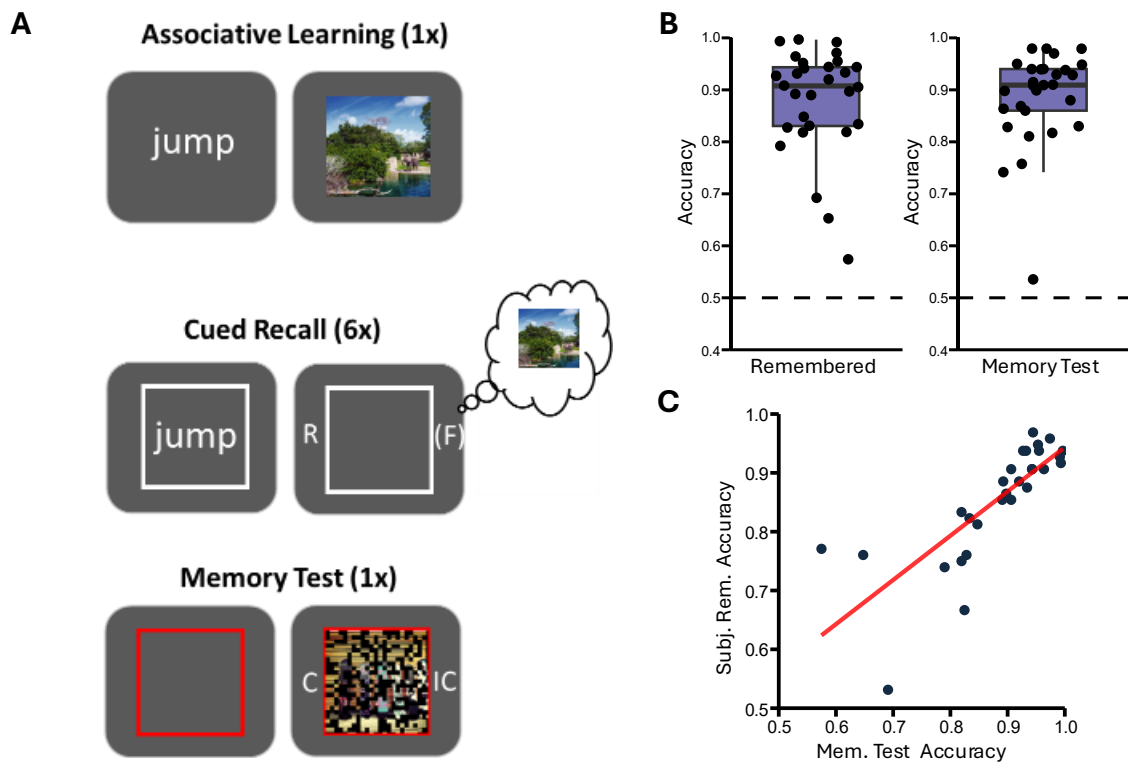 A
Associative Learning (1x)
jump
Cued Recall (6x)
jump
R
(F)
Memory Test (1x)
C
IC
B
Accuracy
1.0
0.9
0.8
0.7
0.6
0.5
0.4
Remembered
Accuracy
1.0
0.9
0.8
0.7
0.6
0.5
0.4
Memory Test
C
Subj. Rem. Accuracy
1.0
0.9
0.8
0.7
0.6
0.5
0.5 0.6 0.7 0.8 0.9 1.0
Mem. Test Accuracy